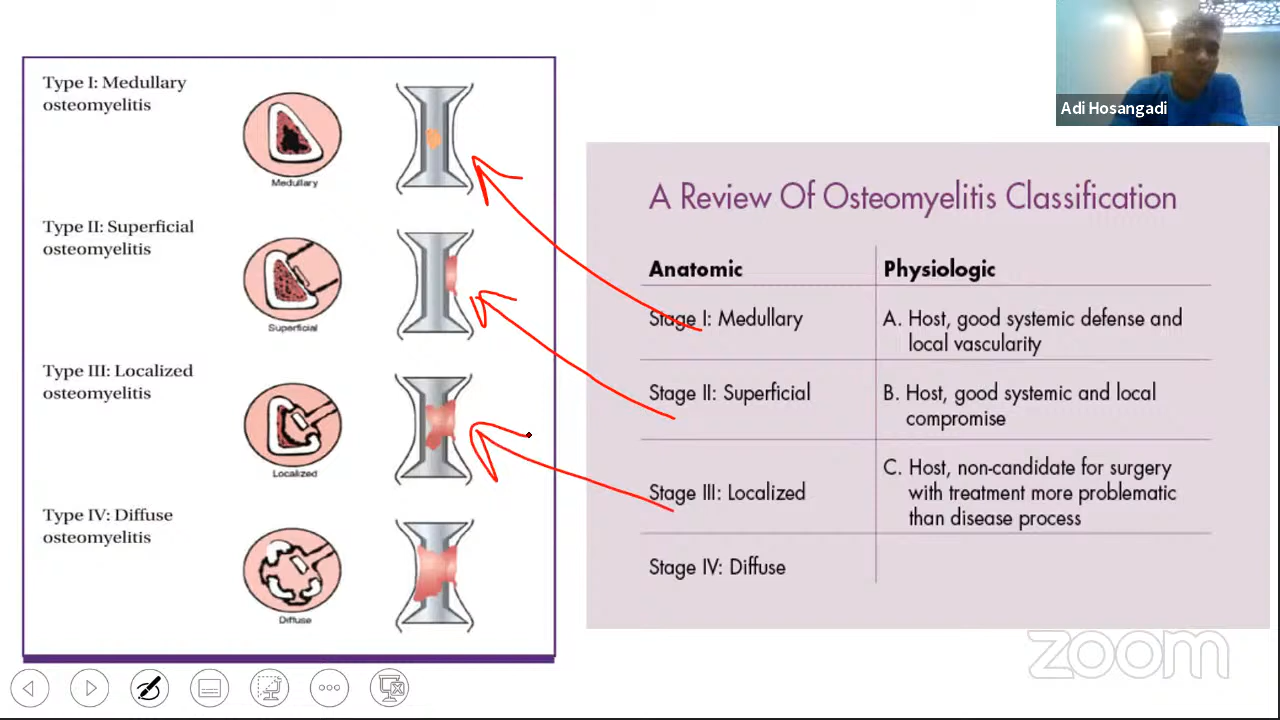 Adi Hosangadi
Type I: Medullary
osteomyelitis
Medullary
Type II: Superficial
osteomyelitis
Superficial
Type III: Localized
osteomyelitis
Localized
Type IV: Diffuse
osteomyelitis
Diffuse
A Review Of Osteomyelitis Classification
Anatomic
Physiologic
Stage I: Medullary
A. Host, good systemic defense and
local vascularity
Stage II: Superficial
B. Host, good systemic and local
compromise
Stage III: Localized
C. Host, non-candidate for surgery
with treatment more problematic
than disease process
Stage IV: Diffuse
zoom